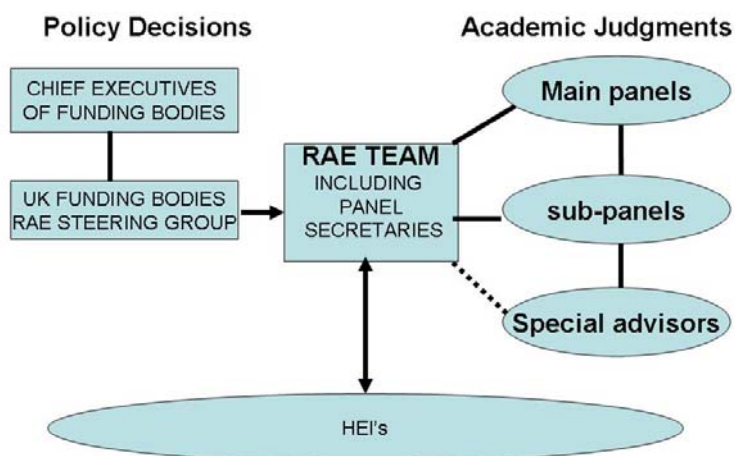 Policy Decisions
Academic Judgments
CHIEF EXECUTIVES
OF FUNDING BODIES
UK FUNDING BODIES
RAE STEERING GROUP
RAE TEAM
INCLUDING
PANEL
SECRETARIES
Main panels
sub-panels
Special advisors
HEI's